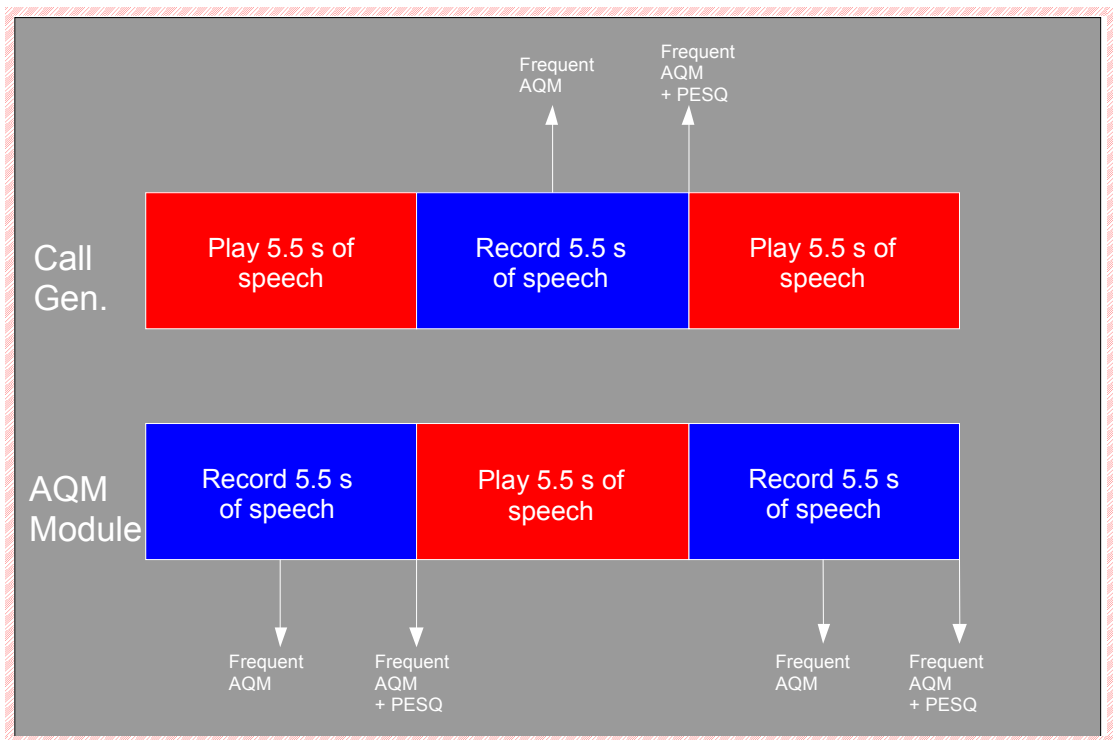 Frequent
AQM
Frequent
AQM
+ PESQ
Call
Gen.
Play 5.5 s of
speech
Record 5.5 s
of speech
Play 5.5 s of
speech
AQM
Module
Record 5.5 s
of speech
Play 5.5 s of
speech
Record 5.5 s
of speech
Frequent
AQM
Frequent
AQM
+ PESQ
Frequent
AQM
Frequent
AQM
+ PESQ